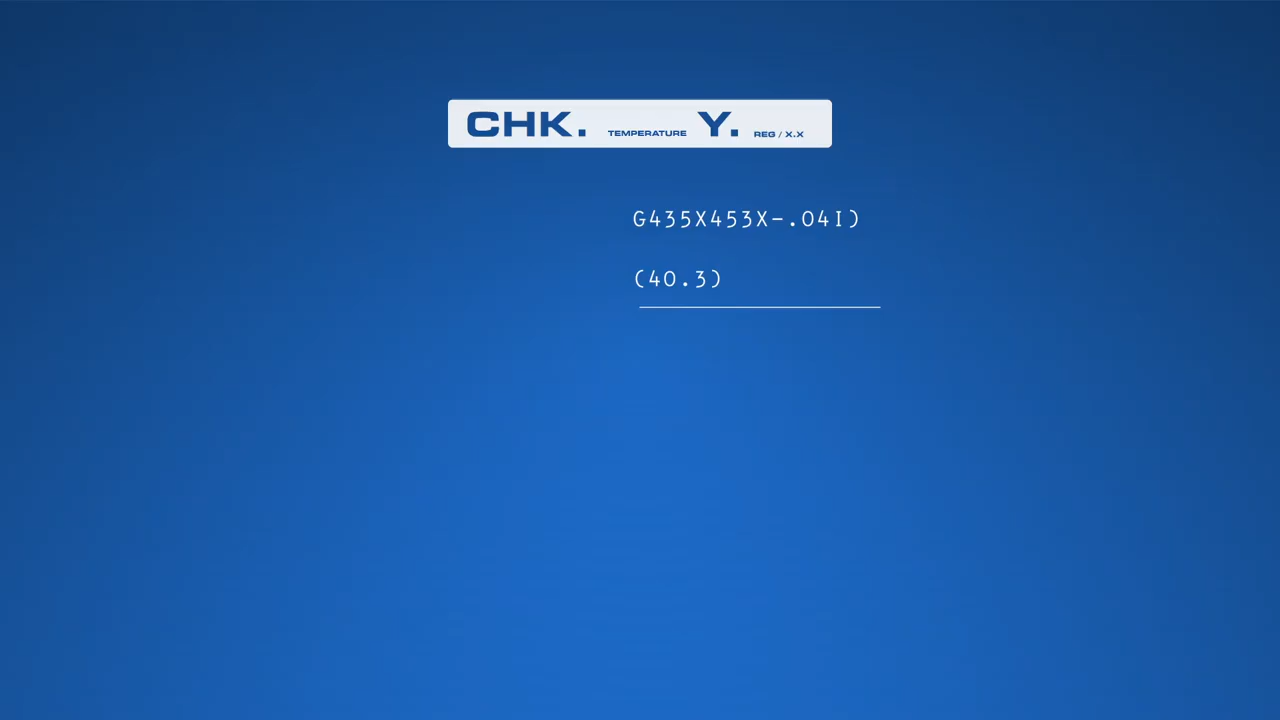 CHK. TEMPERATURE Y. REG / X.X
G435X453X-.04I)
(40.3)